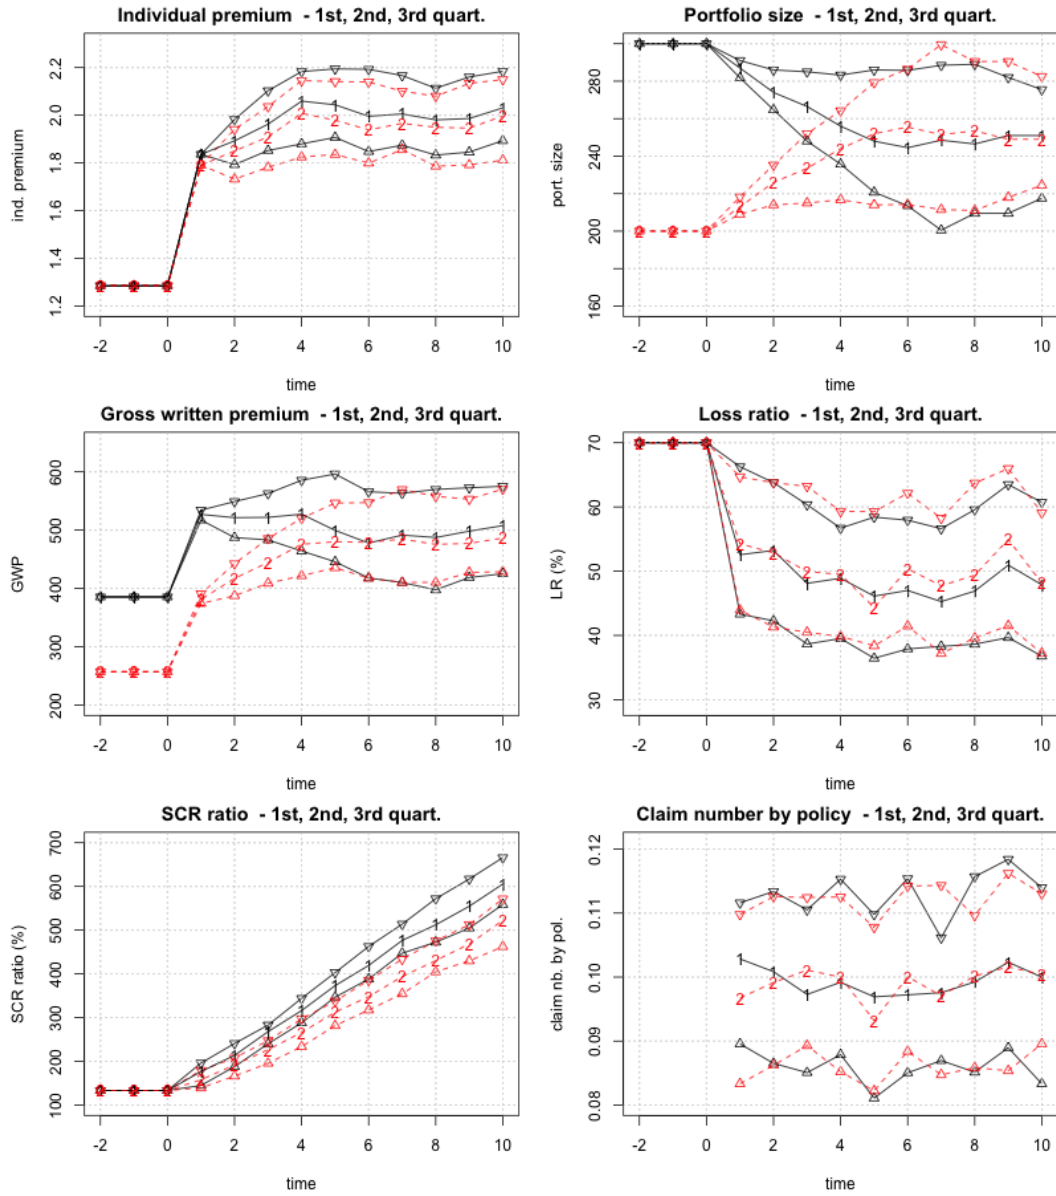 Individual premium - 1st, 2nd, 3rd quart.
ind. premium
2.2
2.0
1.8
1.6
1.4
1.2
-2 0 2 4 6 8 10
time
Portfolio size - 1st, 2nd, 3rd quart.
port. size
280
240
200
160
-2 0 2 4 6 8 10
time
Gross written premium - 1st, 2nd, 3rd quart.
GWP
600
500
400
300
200
-2 0 2 4 6 8 10
time
Loss ratio - 1st, 2nd, 3rd quart.
LR (%)
70
60
50
40
30
-2 0 2 4 6 8 10
time
SCR ratio - 1st, 2nd, 3rd quart.
SCR ratio (%)
700
600
500
400
300
200
100
-2 0 2 4 6 8 10
time
Claim number by policy - 1st, 2nd, 3rd quart.
claim nb. by pol.
0.12
0.11
0.10
0.09
0.08
-2 0 2 4 6 8 10
time